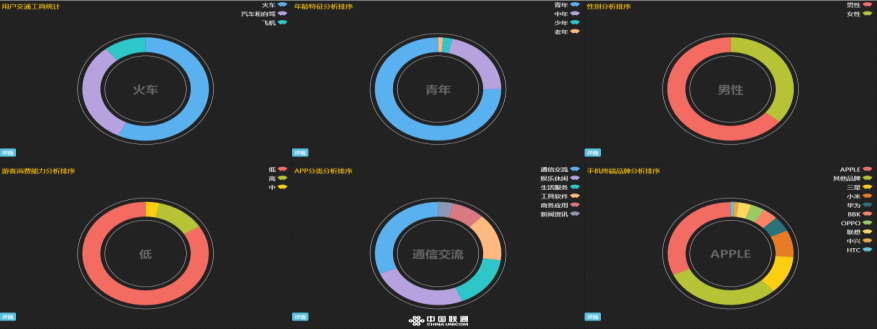 用户交通工具统计
火车
汽车和自驾
飞机
火车
详情
年龄特征分析排序
青年
中年
少年
老年
青年
详情
性别分析排序
男性
女性
男性
详情
游客消费能力分析排序
低
高
中
低
详情
APP分类分析排序
通信交流
娱乐休闲
生活服务
工具软件
商务应用
新闻资讯
通信交流
详情
中国联通
CHINA UNICOM
手机终端品牌分析排序
APPLE
其他品牌
三星
小米
华为
BBK
OPPO
联想
中兴
HTC
APPLE
详情